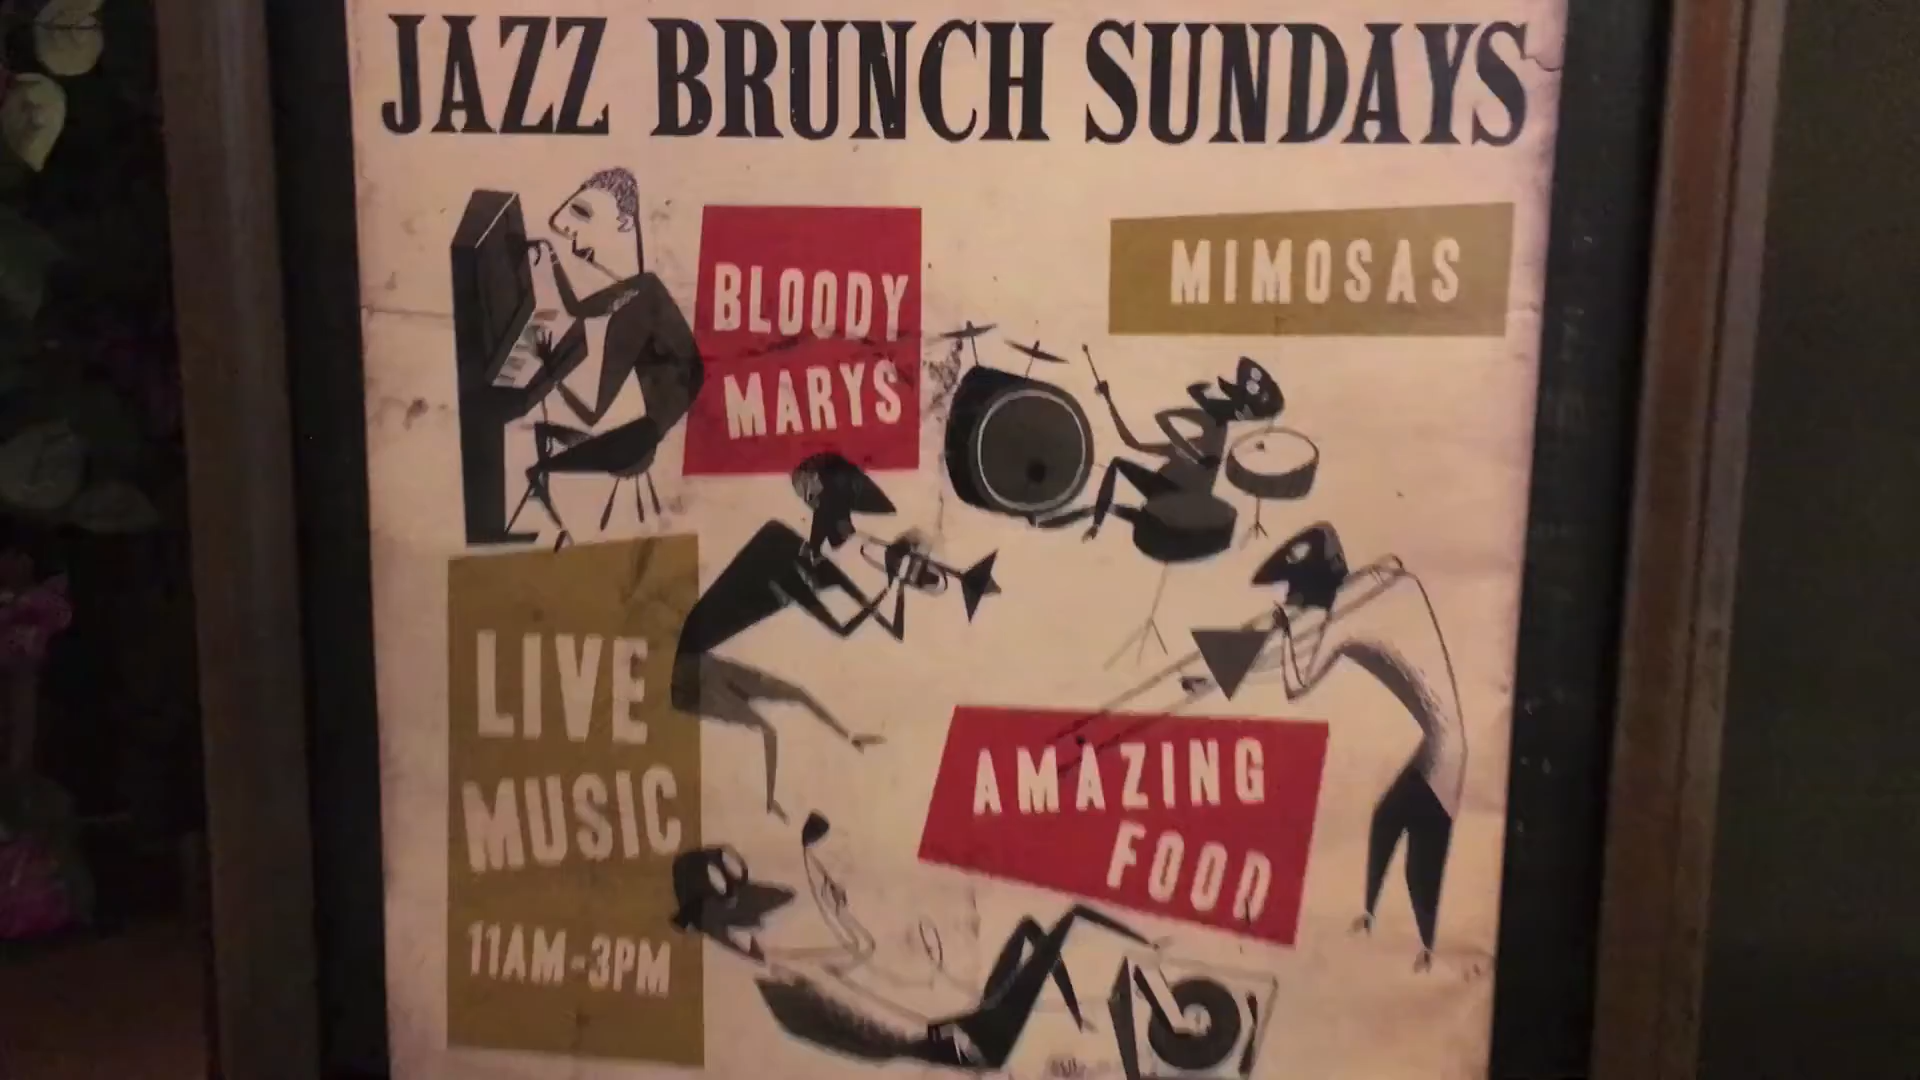 JAZZ BRUNCH SUNDAYS
BLOODY
MARYS
MIMOSAS
LIVE
MUSIC
11AM-3PM
AMAZING
FOOD